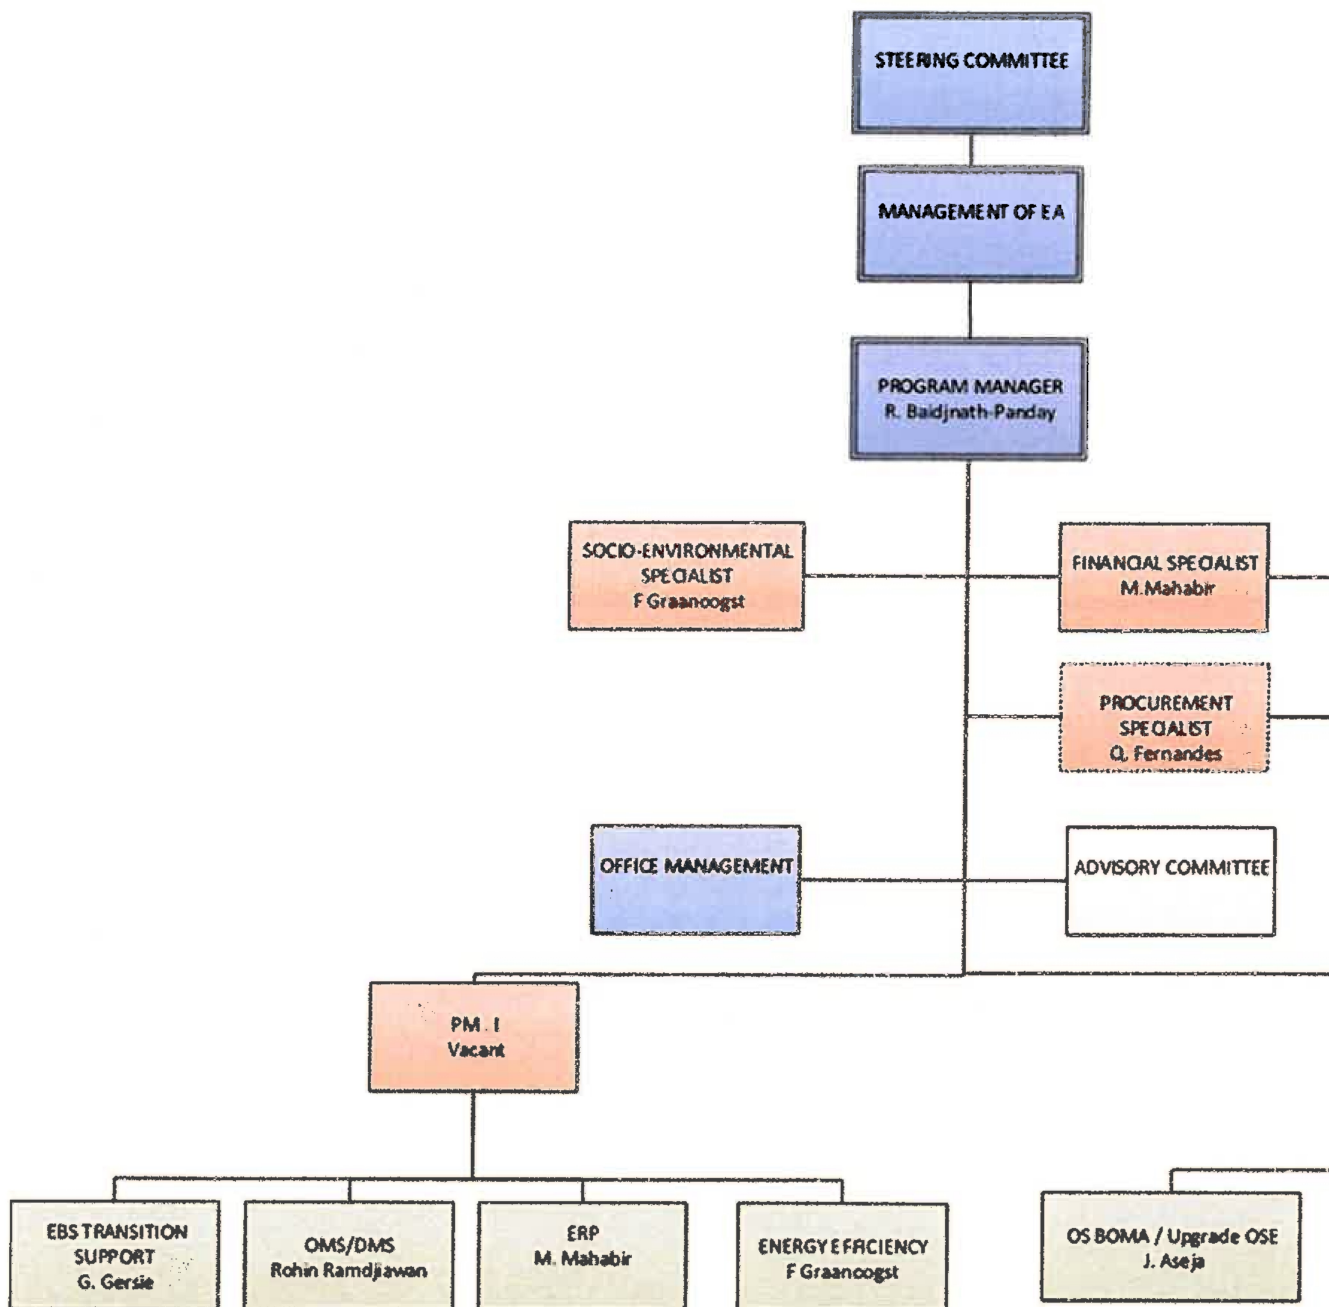 STEERING COMMITTEE
MANAGEMENT OF EA
PROGRAM MANAGER
R. Baidjnath-Panday
SOCIO-ENVIRONMENTAL
SPECIALIST
F Graanoogst
FINANCIAL SPECIALIST
M.Mahabir
PROCUREMENT
SPECIALIST
Q. Fernandes
OFFICE MANAGEMENT
ADVISORY COMMITTEE
PM . I
Vacant
EBS TRANSITION
SUPPORT
G. Gersie
OMS/DMS
Rohin Ramdjiawan
ERP
M. Mahabir
ENERGY EFFICIENCY
F Graanoogst
OS BOMA / Upgrade OSE
J. Aseja